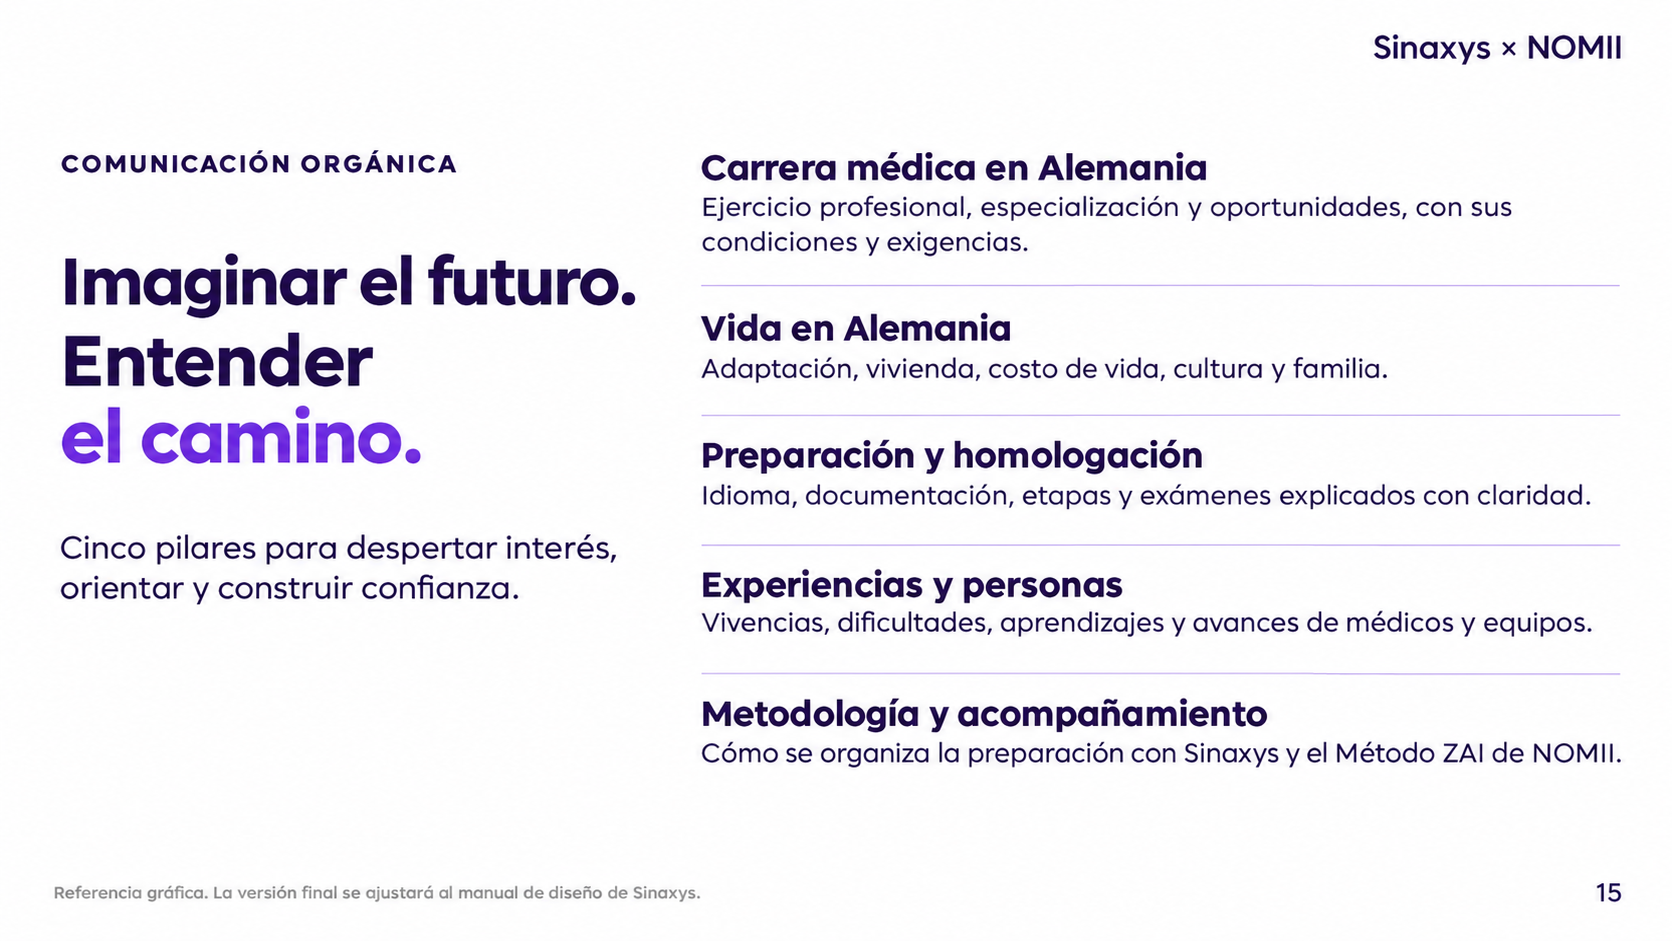 Sinaxys × NOMII
COMUNICACIÓN ORGÁNICA
Imaginar el futuro.
Entender
el camino.
Cinco pilares para despertar interés,
orientar y construir confianza.
Carrera médica en Alemania
Ejercicio profesional, especialización y oportunidades, con sus
condiciones y exigencias.
Vida en Alemania
Adaptación, vivienda, costo de vida, cultura y familia.
Preparación y homologación
Idioma, documentación, etapas y exámenes explicados con claridad.
Experiencias y personas
Vivencias, dificultades, aprendizajes y avances de médicos y equipos.
Metodología y acompañamiento
Cómo se organiza la preparación con Sinaxys y el Método ZAI de NOMII.
Referencia gráfica. La versión final se ajustará al manual de diseño de Sinaxys.
15